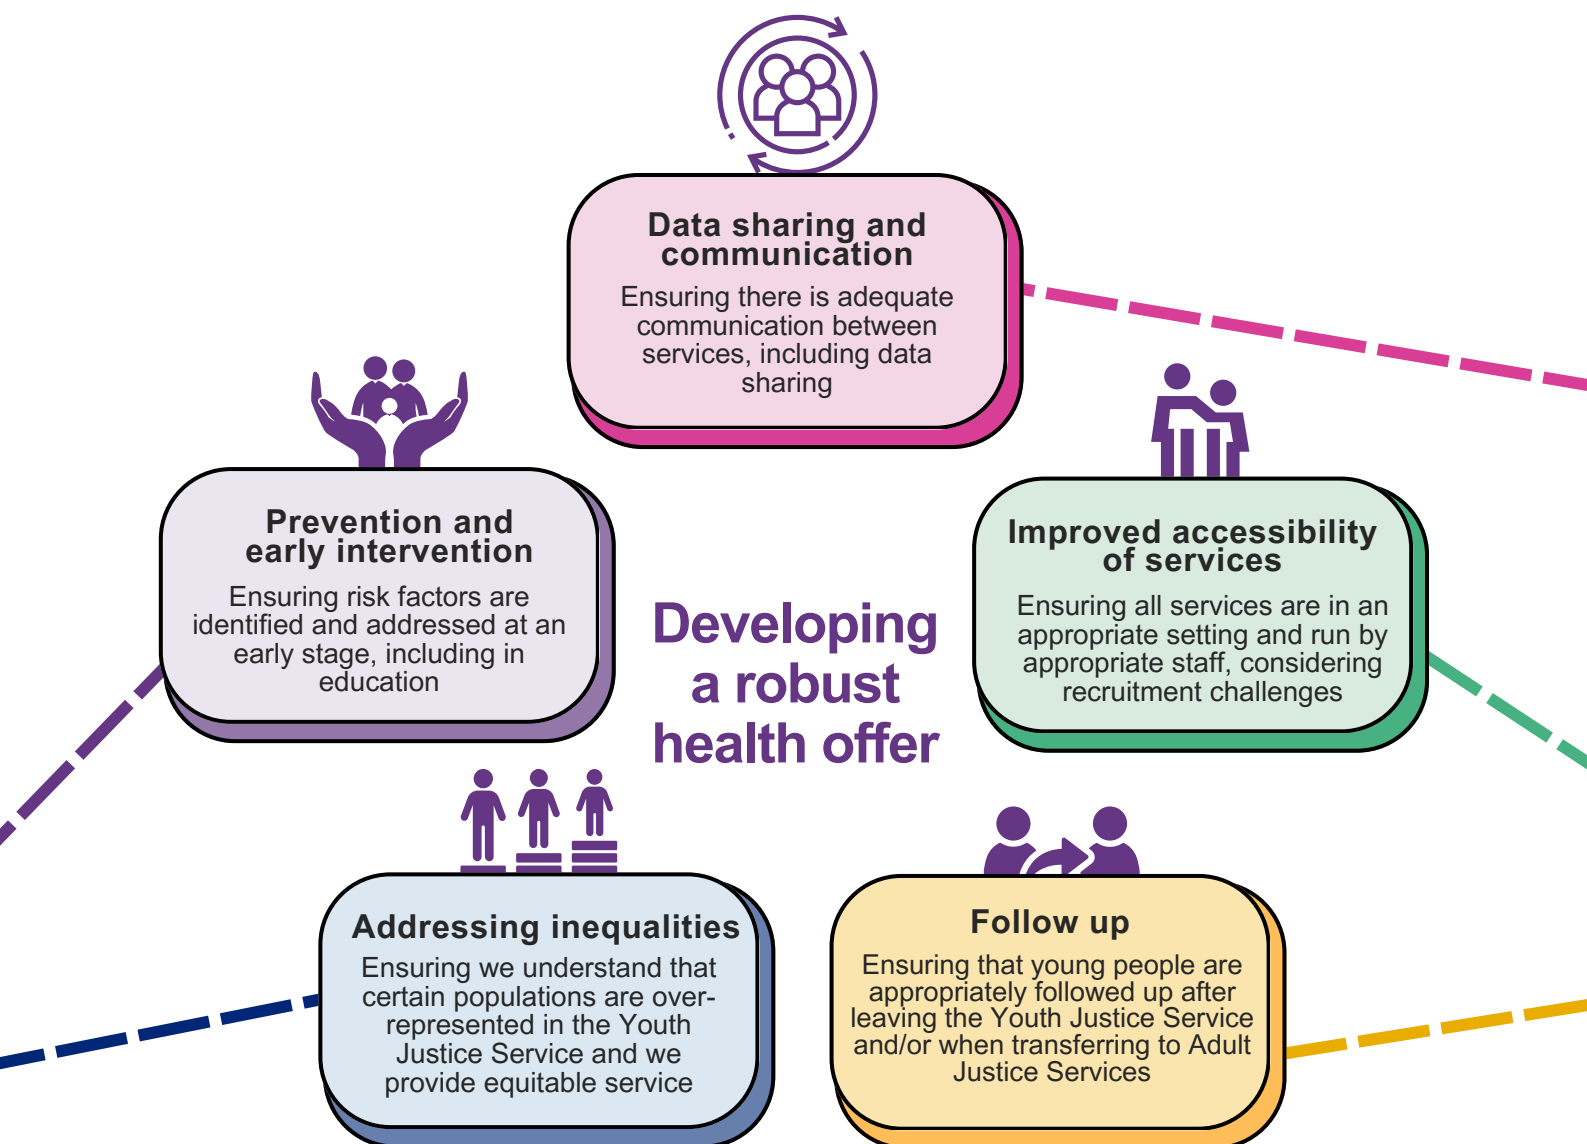 Data sharing and
communication
Ensuring there is adequate
communication between
services, including data
sharing
Prevention and
early intervention
Ensuring risk factors are
identified and addressed at an
early stage, including in
education
Developing
a robust
health offer
Improved accessibility
of services
Ensuring all services are in an
appropriate setting and run by
appropriate staff, considering
recruitment challenges
Addressing inequalities
Ensuring we understand that
certain populations are over-
represented in the Youth
Justice Service and we
provide equitable service
Follow up
Ensuring that young people are
appropriately followed up after
leaving the Youth Justice Service
and/or when transferring to Adult
Justice Services